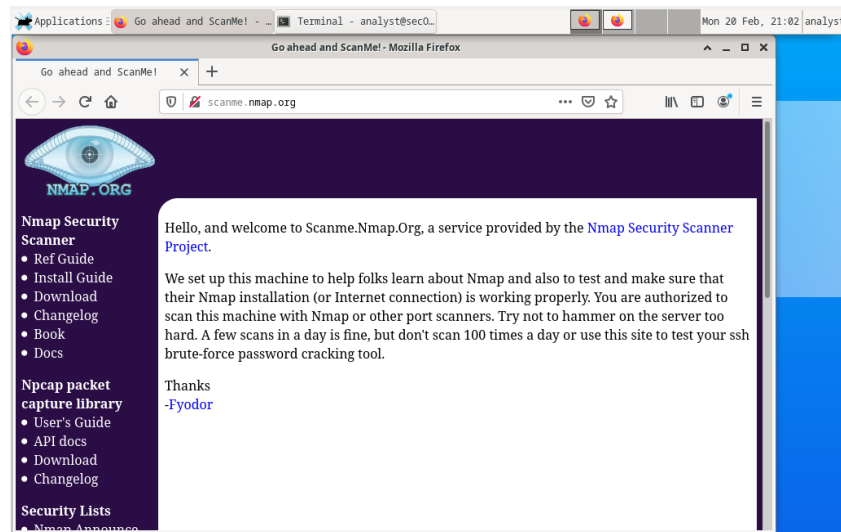 Applications Go ahead and ScanMe! - … Terminal - analyst@secO… Mon 20 Feb, 21:02 analyst
Go ahead and ScanMe! - Mozilla Firefox
Go ahead and ScanMe!
scanme.nmap.org
NMAP.ORG
Nmap Security
Scanner
• Ref Guide
• Install Guide
• Download
• Changelog
• Book
• Docs
Npcap packet
capture library
• User's Guide
• API docs
• Download
• Changelog
Security Lists
• Nmap Announce
Hello, and welcome to Scanme.Nmap.Org, a service provided by the Nmap Security Scanner
Project.
We set up this machine to help folks learn about Nmap and also to test and make sure that
their Nmap installation (or Internet connection) is working properly. You are authorized to
scan this machine with Nmap or other port scanners. Try not to hammer on the server too
hard. A few scans in a day is fine, but don't scan 100 times a day or use this site to test your ssh
brute-force password cracking tool.
Thanks
-Fyodor